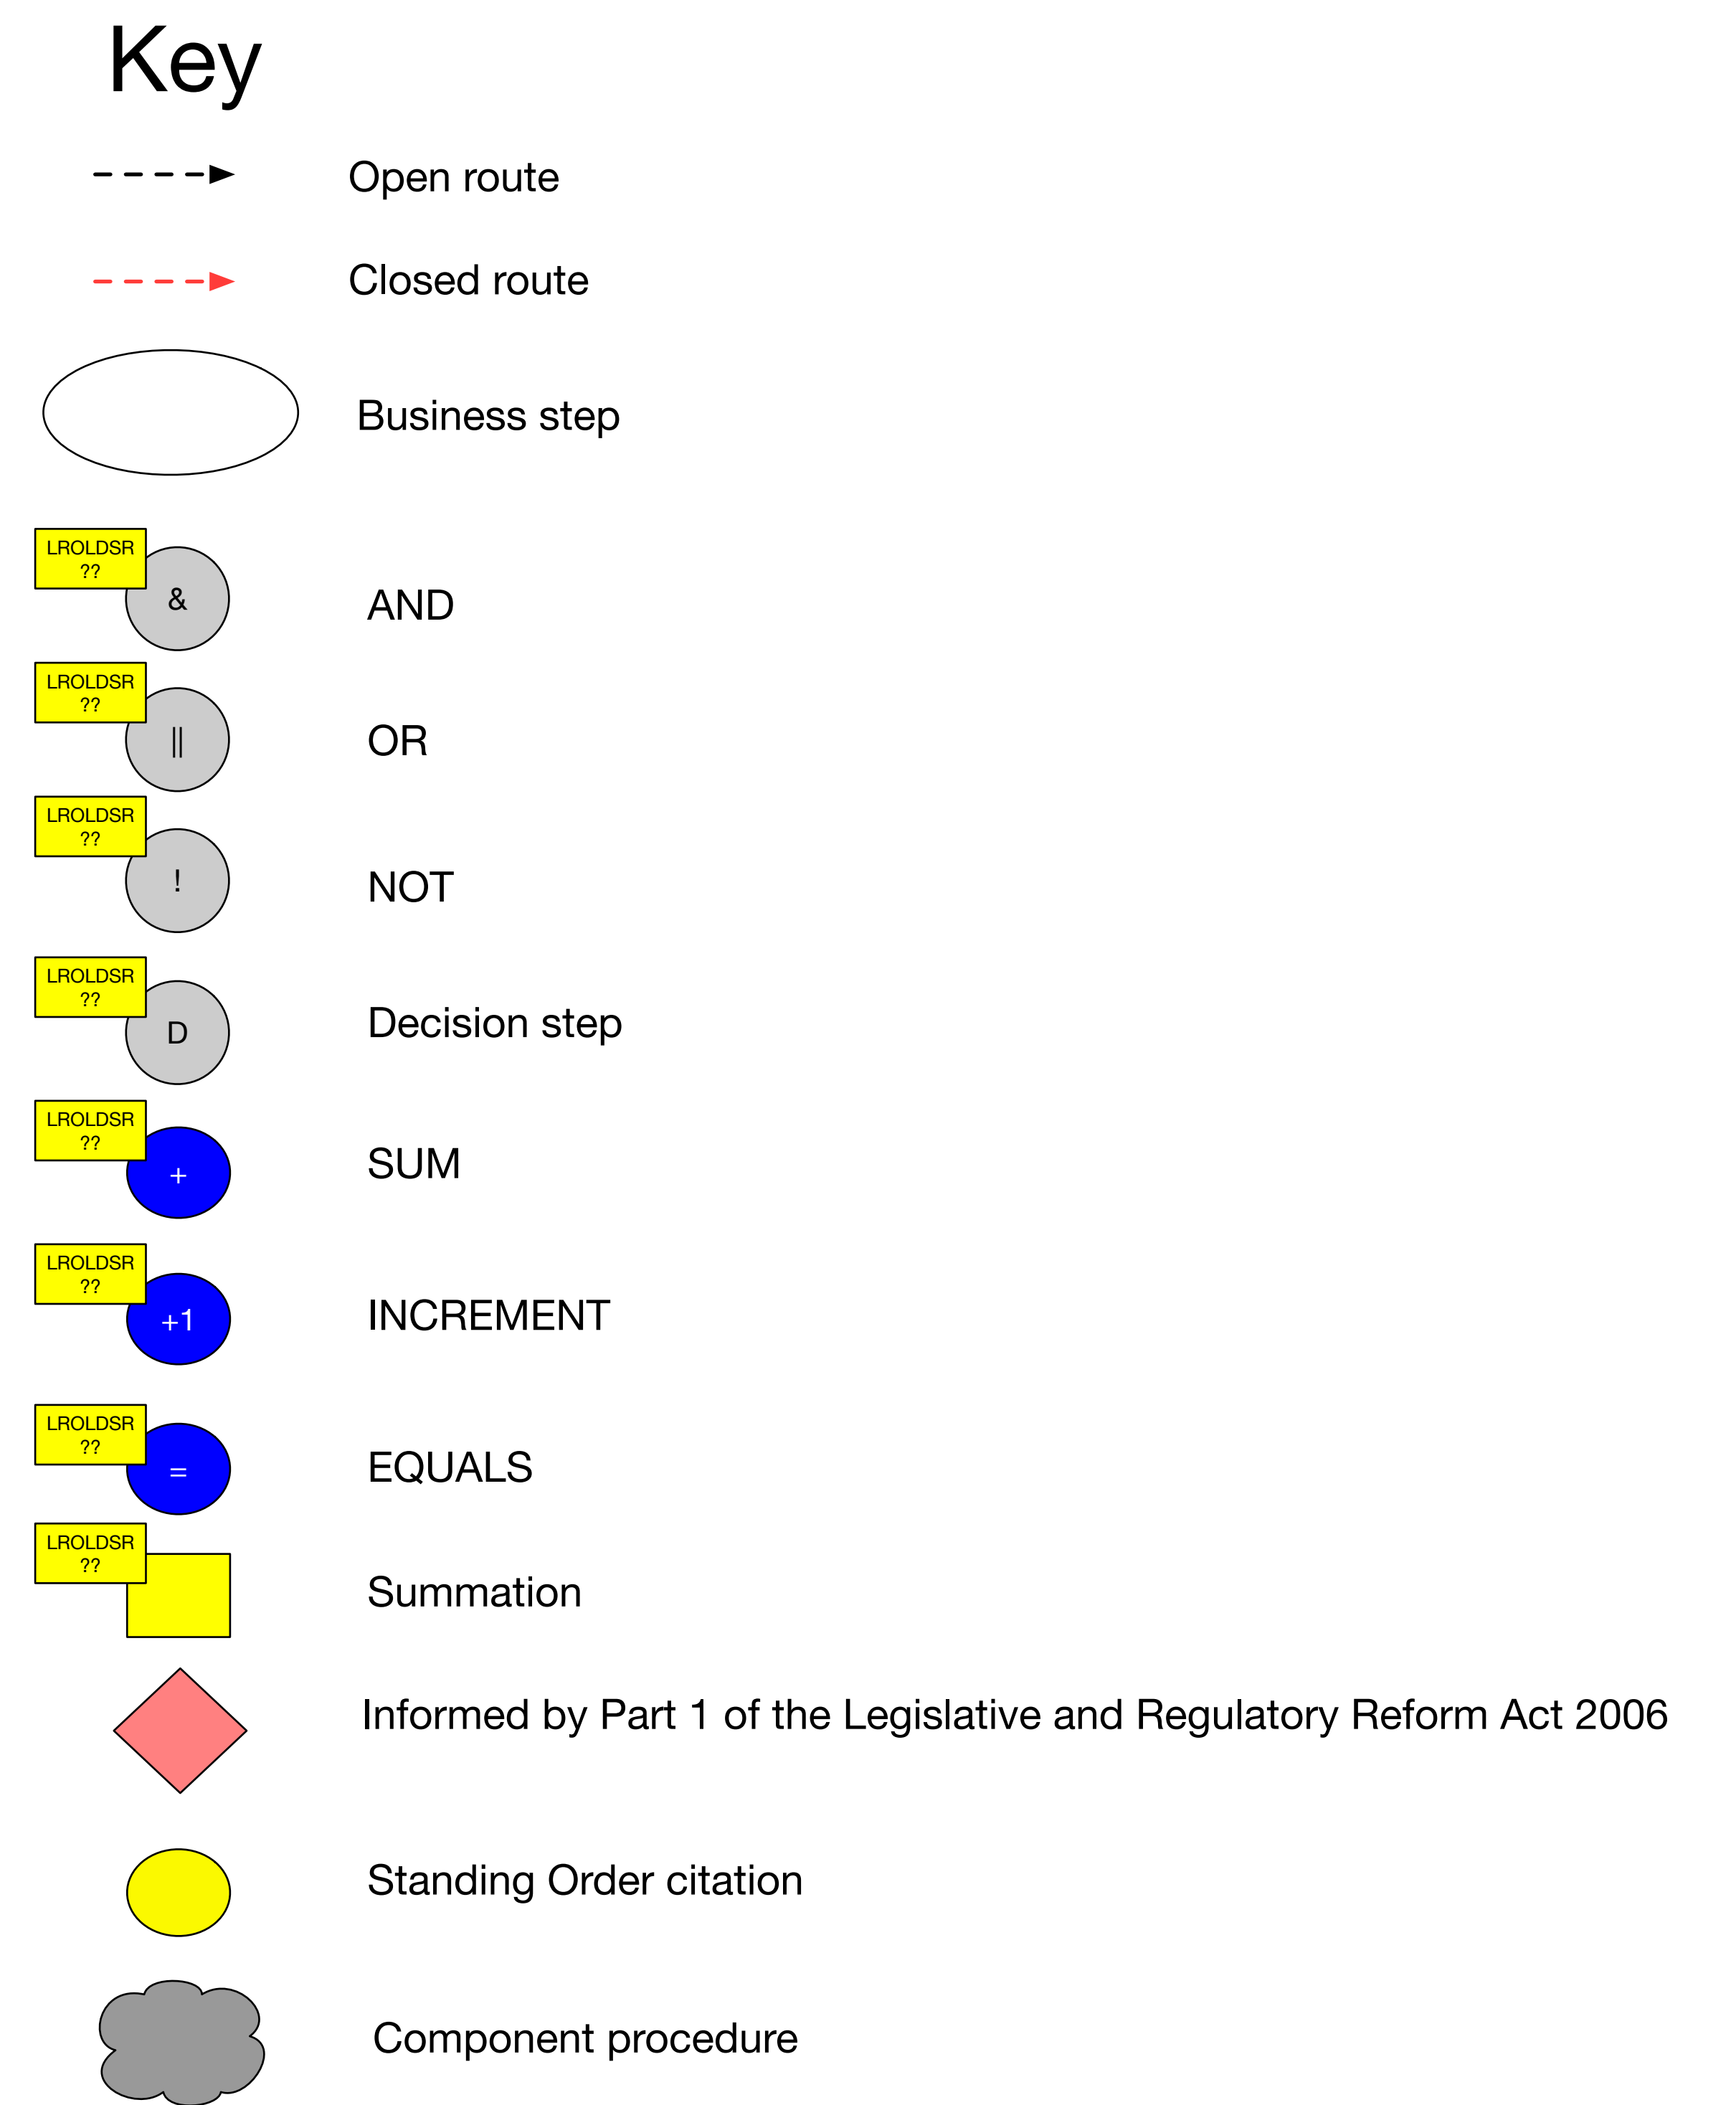 Key
Open route
Closed route
Business step
LROLDSR
??
&
AND
LROLDSR
??
||
OR
LROLDSR
??
!
NOT
LROLDSR
??
D
Decision step
LROLDSR
??
+
SUM
LROLDSR
??
+1
INCREMENT
LROLDSR
??
=
EQUALS
LROLDSR
??
Summation
Informed by Part 1 of the Legislative and Regulatory Reform Act 2006
Standing Order citation
Component procedure